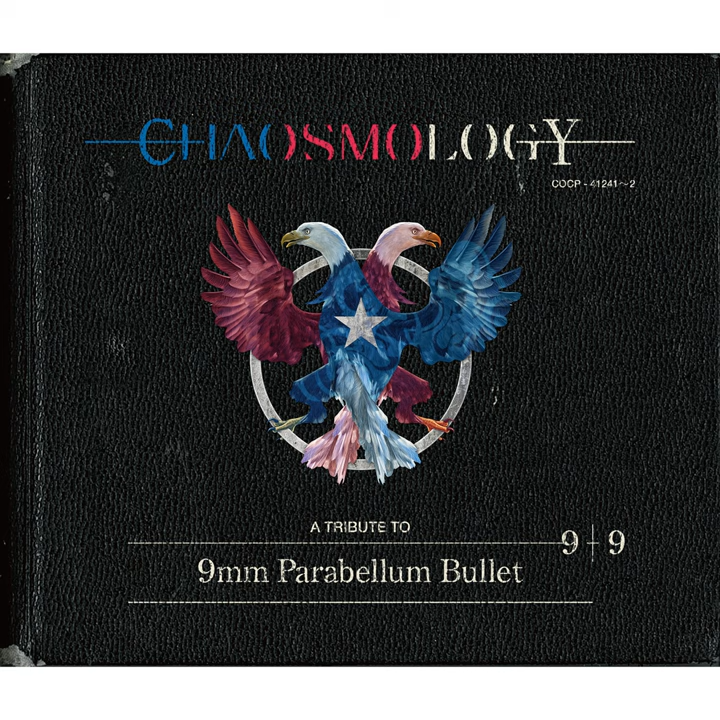 CHAOSMOLOGY
COCP - 41241～2
A TRIBUTE TO
9 | 9
9mm Parabellum Bullet